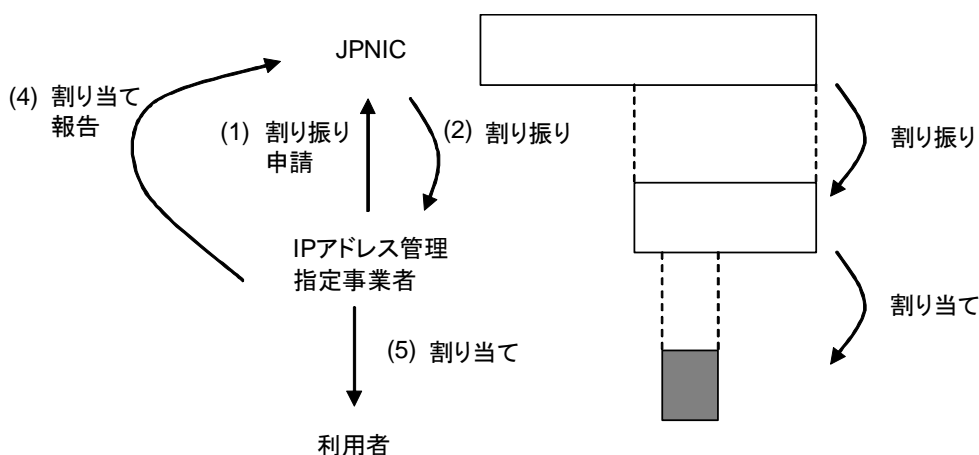 JPNIC
(4) 割り当て
報告
(1) 割り振り
申請
(2) 割り振り
割り振り
IPアドレス管理
指定事業者
割り当て
(5) 割り当て
利用者